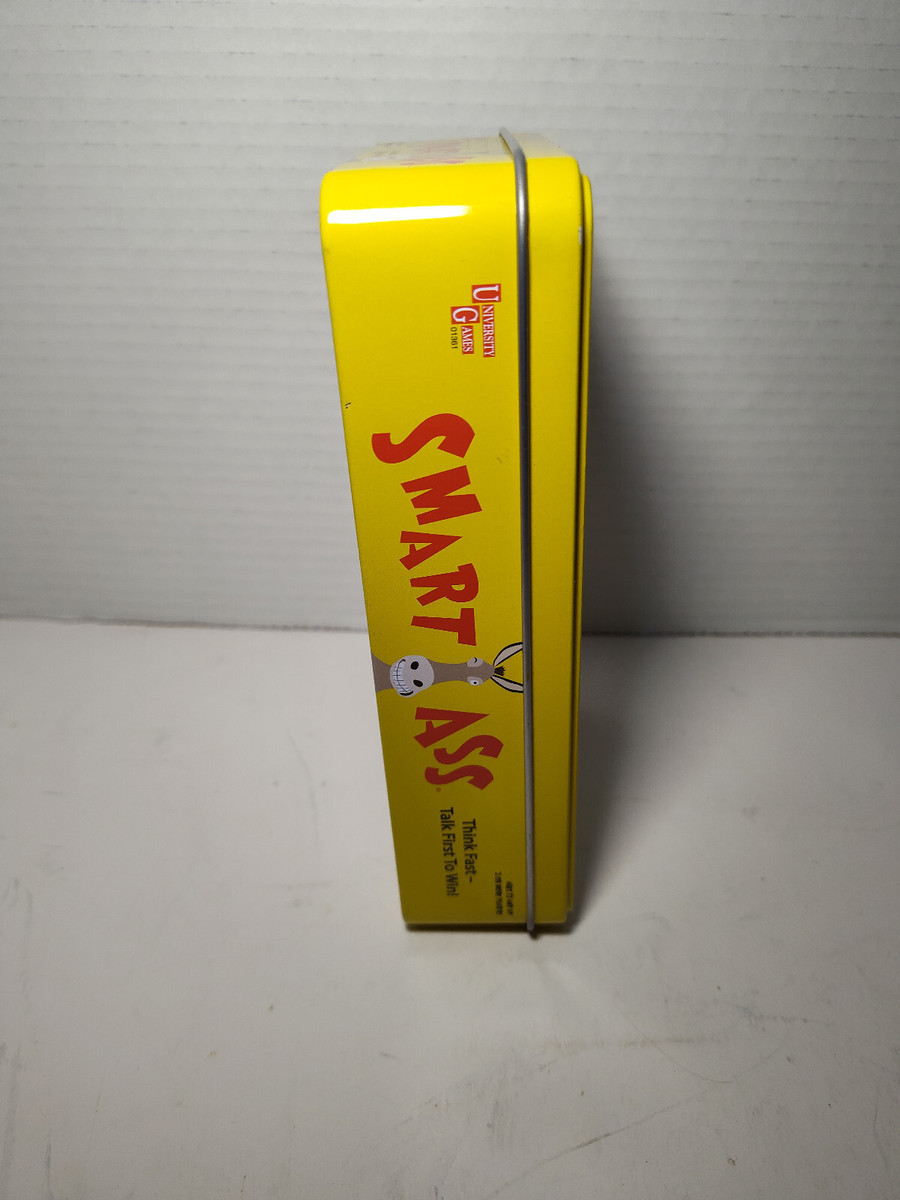 UNIVERSITY
GAMES
01361
SMART
ASS
Think Fast–
Talk First To Win!